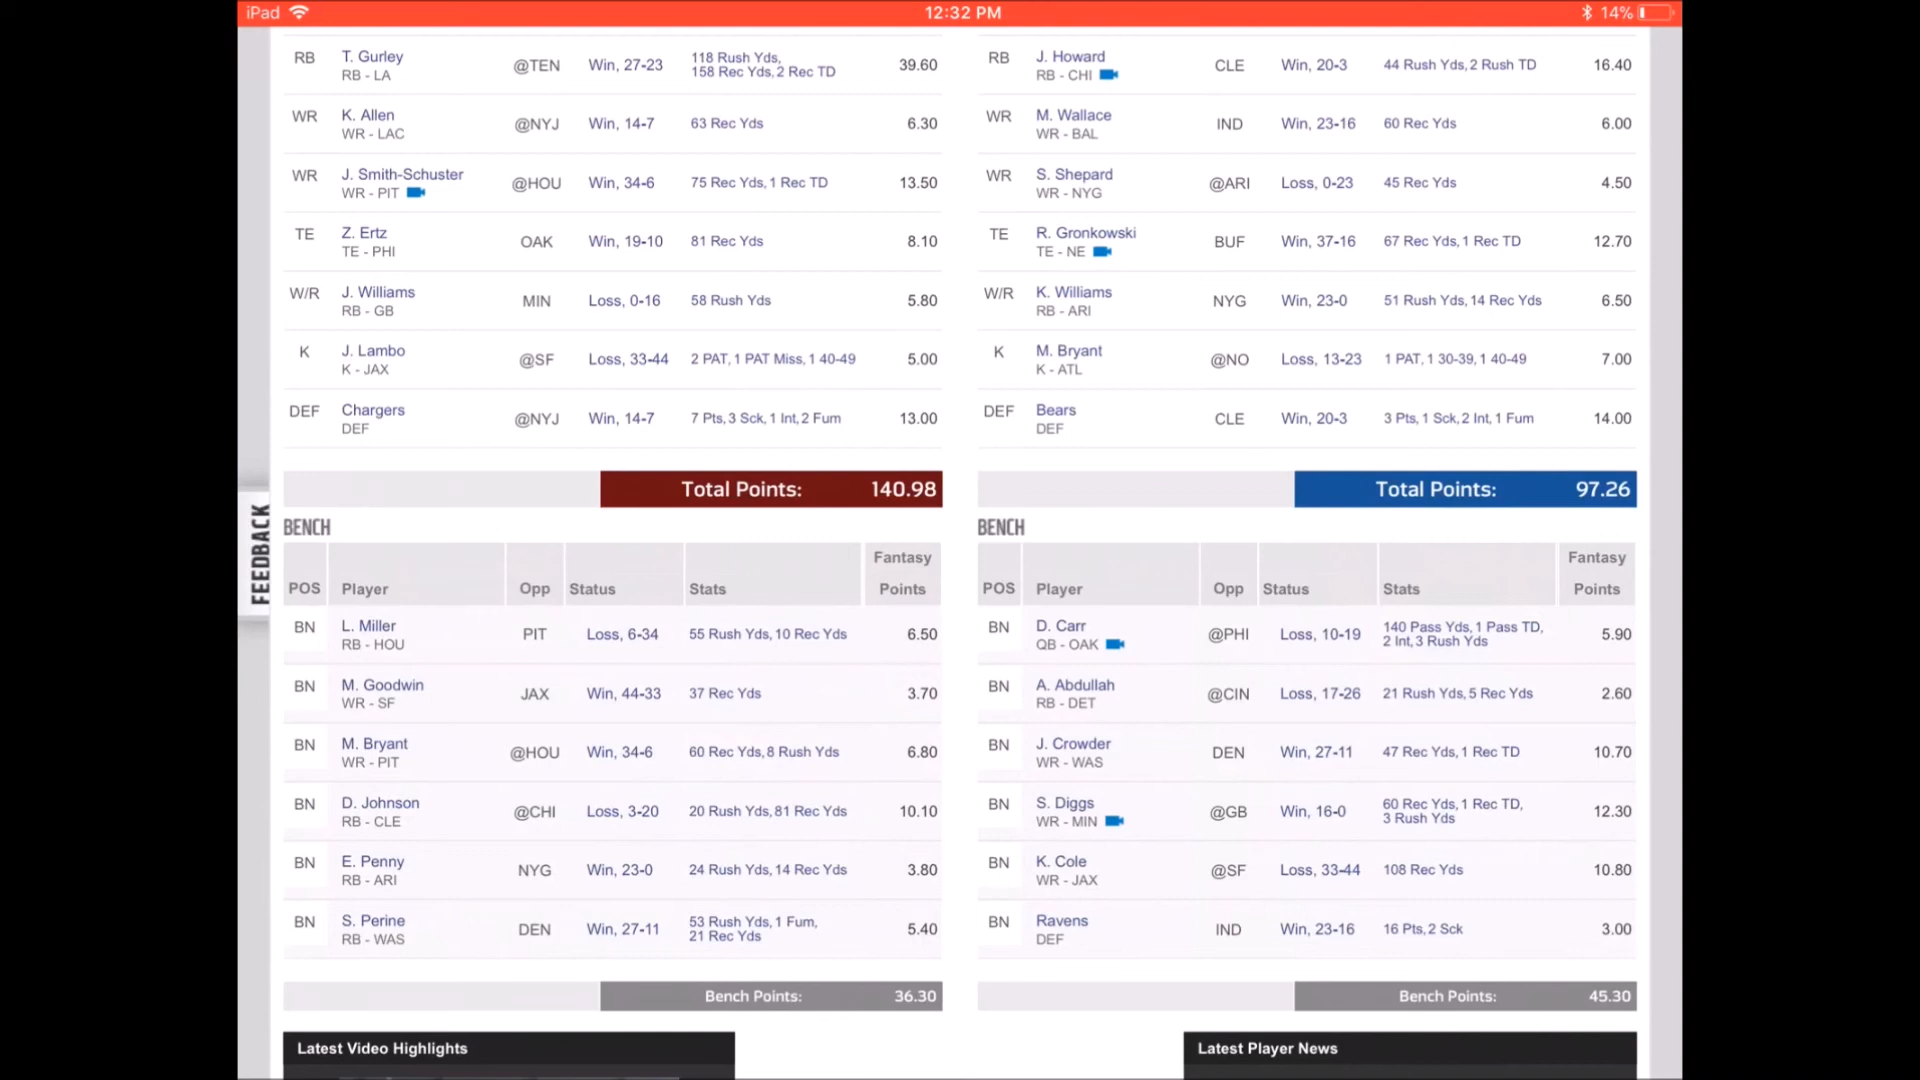 iPad 12:32 PM 14%
RB T. Gurley @TEN Win, 27-23 118 Rush Yds, 39.60
RB - LA 158 Rec Yds, 2 Rec TD
WR K. Allen @NYJ Win, 14-7 63 Rec Yds 6.30
WR - LAC
WR J. Smith-Schuster @HOU Win, 34-6 75 Rec Yds, 1 Rec TD 13.50
WR - PIT
TE Z. Ertz OAK Win, 19-10 81 Rec Yds 8.10
TE - PHI
W/R J. Williams MIN Loss, 0-16 58 Rush Yds 5.80
RB - GB
K J. Lambo @SF Loss, 33-44 2 PAT, 1 PAT Miss, 1 40-49 5.00
K - JAX
DEF Chargers @NYJ Win, 14-7 7 Pts, 3 Sck, 1 Int, 2 Fum 13.00
DEF
Total Points: 140.98
BENCH
POS Player Opp Status Stats Fantasy Points
BN L. Miller PIT Loss, 6-34 55 Rush Yds, 10 Rec Yds 6.50
RB - HOU
BN M. Goodwin JAX Win, 44-33 37 Rec Yds 3.70
WR - SF
BN M. Bryant @HOU Win, 34-6 60 Rec Yds, 8 Rush Yds 6.80
WR - PIT
BN D. Johnson @CHI Loss, 3-20 20 Rush Yds, 81 Rec Yds 10.10
RB - CLE
BN E. Penny NYG Win, 23-0 24 Rush Yds, 14 Rec Yds 3.80
RB - ARI
BN S. Perine DEN Win, 27-11 53 Rush Yds, 1 Fum, 5.40
RB - WAS 21 Rec Yds
Bench Points: 36.30
Latest Video Highlights
RB J. Howard CLE Win, 20-3 44 Rush Yds, 2 Rush TD 16.40
RB - CHI
WR M. Wallace IND Win, 23-16 60 Rec Yds 6.00
WR - BAL
WR S. Shepard @ARI Loss, 0-23 45 Rec Yds 4.50
WR - NYG
TE R. Gronkowski BUF Win, 37-16 67 Rec Yds, 1 Rec TD 12.70
TE - NE
W/R K. Williams NYG Win, 23-0 51 Rush Yds, 14 Rec Yds 6.50
RB - ARI
K M. Bryant @NO Loss, 13-23 1 PAT, 1 30-39, 1 40-49 7.00
K - ATL
DEF Bears CLE Win, 20-3 3 Pts, 1 Sck, 2 Int, 1 Fum 14.00
DEF
Total Points: 97.26
BENCH
POS Player Opp Status Stats Fantasy Points
BN D. Carr @PHI Loss, 10-19 140 Pass Yds, 1 Pass TD, 5.90
QB - OAK 2 Int, 3 Rush Yds
BN A. Abdullah @CIN Loss, 17-26 21 Rush Yds, 5 Rec Yds 2.60
RB - DET
BN J. Crowder DEN Win, 27-11 47 Rec Yds, 1 Rec TD 10.70
WR - WAS
BN S. Diggs @GB Win, 16-0 60 Rec Yds, 1 Rec TD, 12.30
WR - MIN 3 Rush Yds
BN K. Cole @SF Loss, 33-44 108 Rec Yds 10.80
WR - JAX
BN Ravens IND Win, 23-16 16 Pts, 2 Sck 3.00
DEF
Bench Points: 45.30
Latest Player News
FEEDBACK